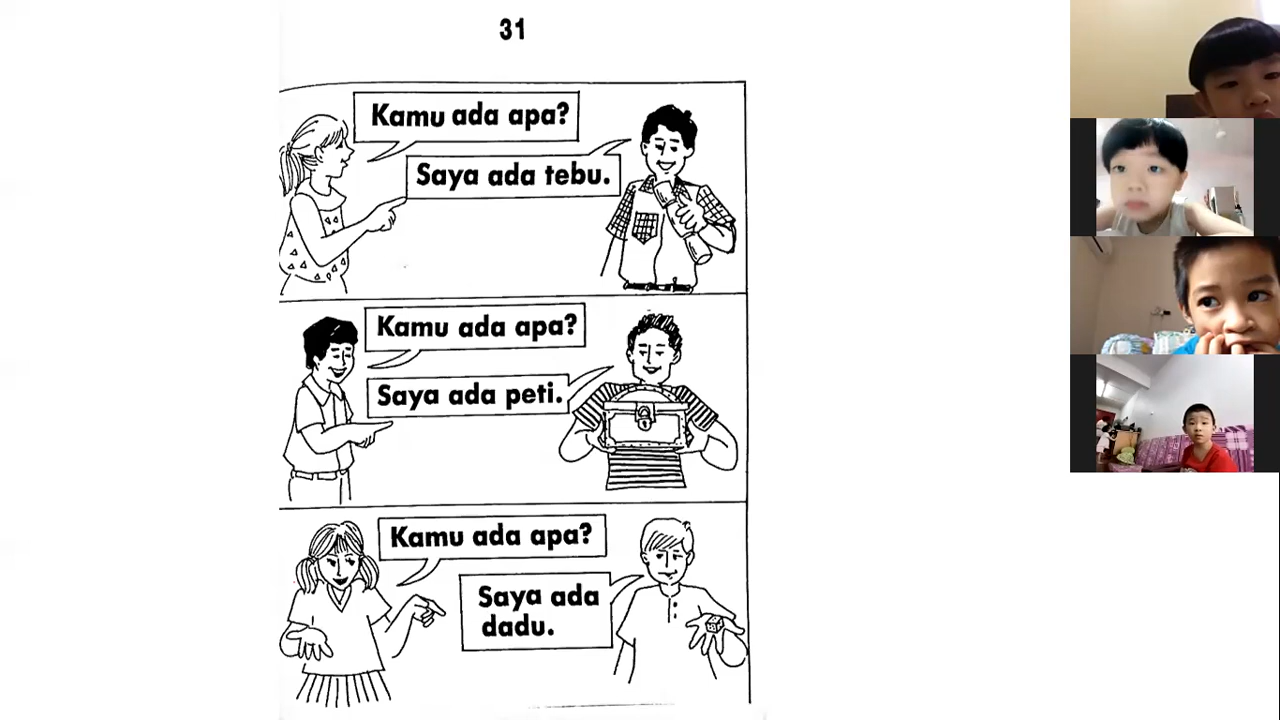 31
Kamu ada apa?
Saya ada tebu.
Kamu ada apa?
Saya ada peti.
Kamu ada apa?
Saya ada
dadu.